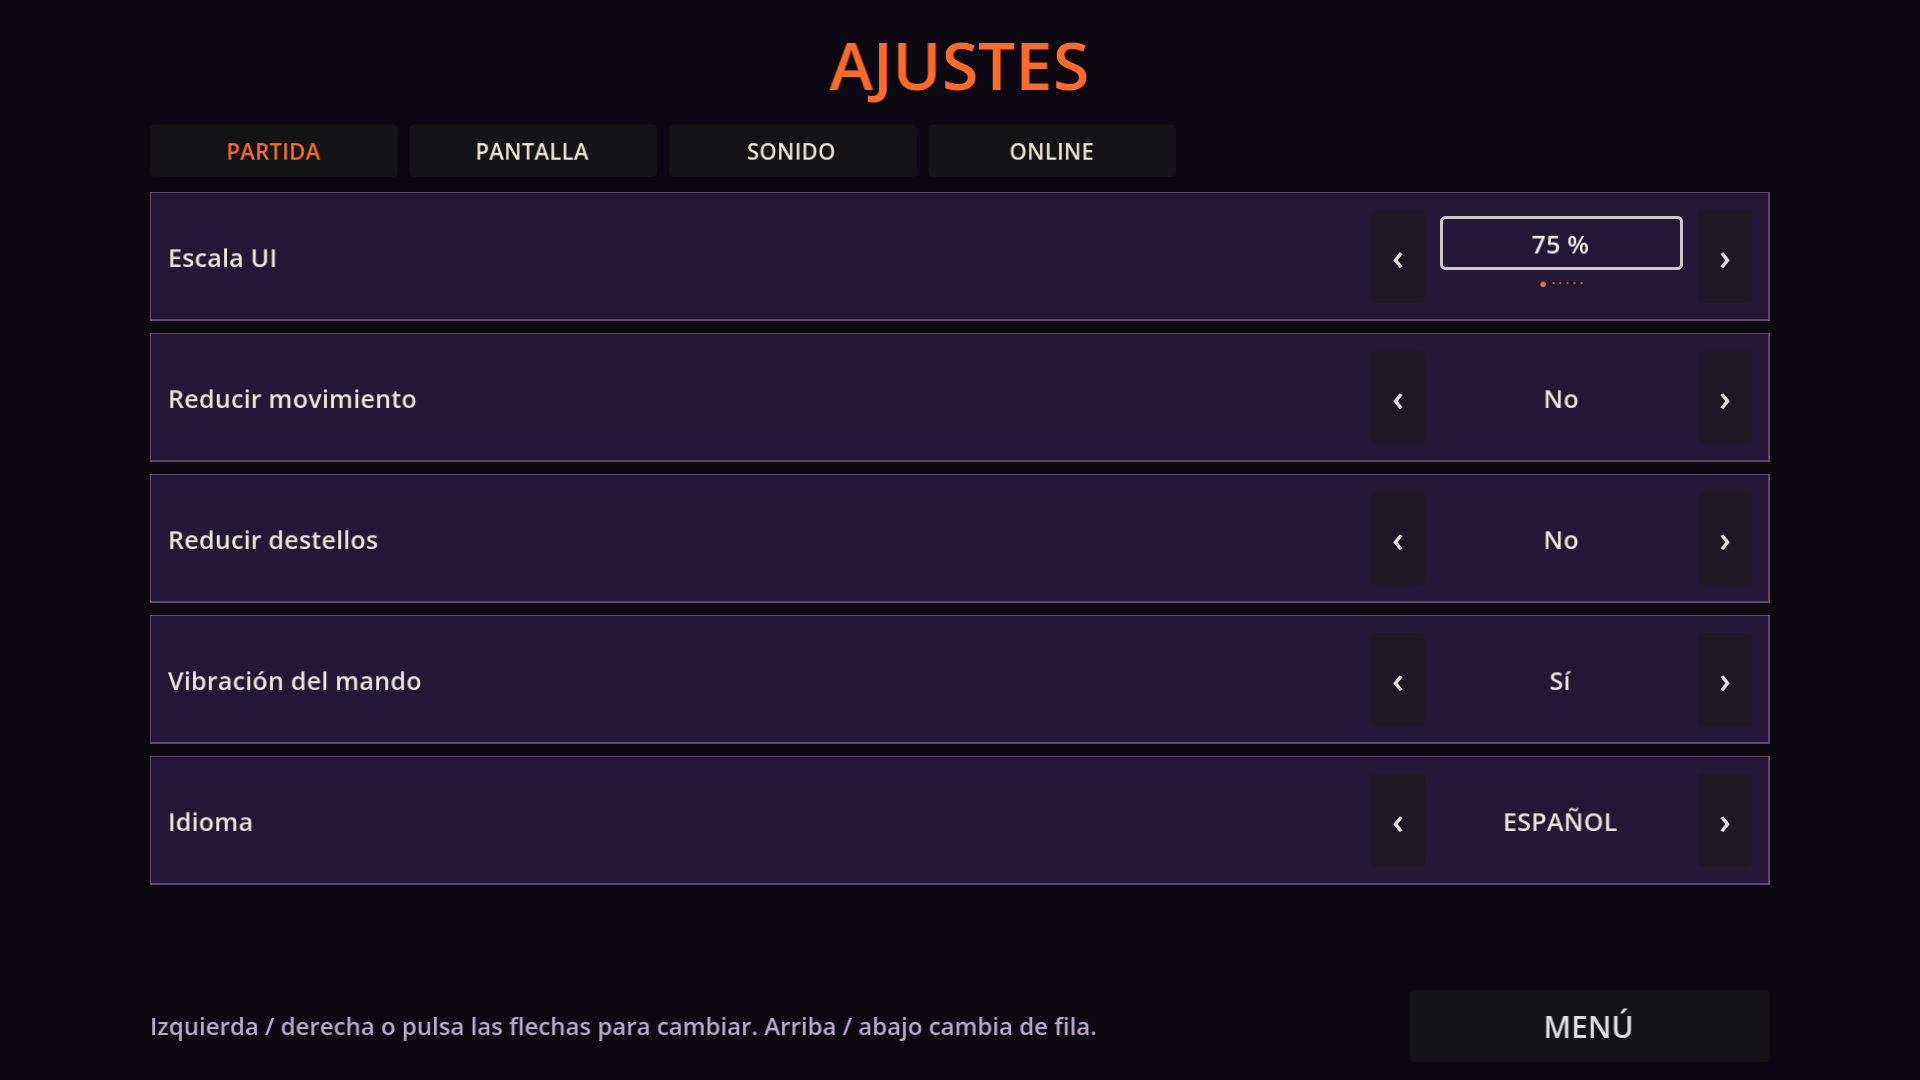 AJUSTES
PARTIDA PANTALLA SONIDO ONLINE
Escala UI ‹ 75 % ›
Reducir movimiento ‹ No ›
Reducir destellos ‹ No ›
Vibración del mando ‹ Sí ›
Idioma ‹ ESPAÑOL ›
Izquierda / derecha o pulsa las flechas para cambiar. Arriba / abajo cambia de fila. MENÚ